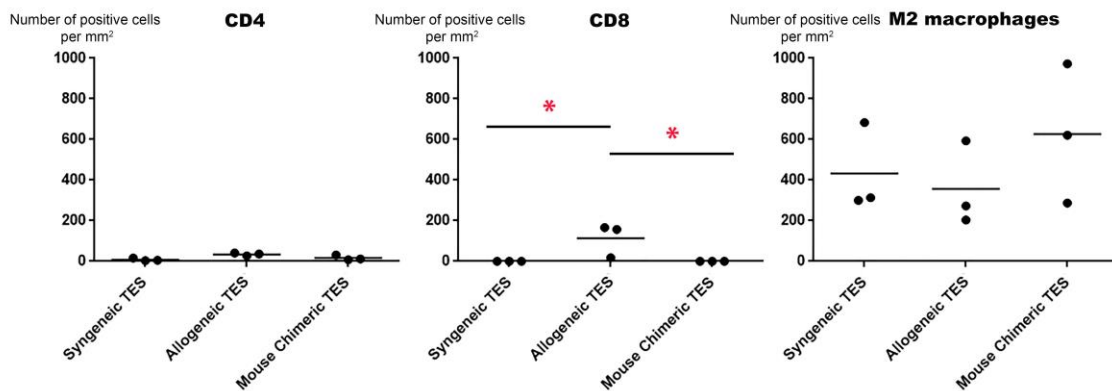 Number of positive cells
per mm²
CD4
1000
800
600
400
200
0
Syngeneic TES
Allogeneic TES
Mouse Chimeric TES
Number of positive cells
per mm²
CD8
1000
800
600
400
200
0
*
*
Syngeneic TES
Allogeneic TES
Mouse Chimeric TES
Number of positive cells
per mm²
M2 macrophages
1000
800
600
400
200
0
Syngeneic TES
Allogeneic TES
Mouse Chimeric TES